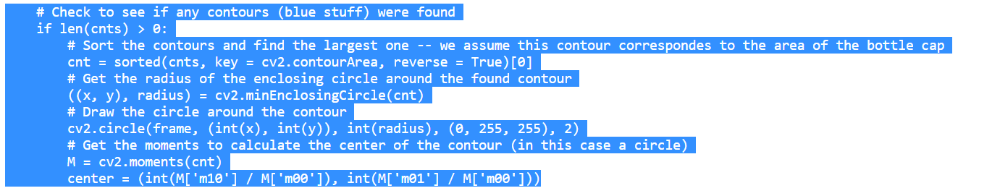 # Check to see if any contours (blue stuff) were found
if len(cnts) > 0:
# Sort the contours and find the largest one -- we assume this contour correspondes to the area of the bottle cap
cnt = sorted(cnts, key = cv2.contourArea, reverse = True)[0]
# Get the radius of the enclosing circle around the found contour
((x, y), radius) = cv2.minEnclosingCircle(cnt)
# Draw the circle around the contour
cv2.circle(frame, (int(x), int(y)), int(radius), (0, 255, 255), 2)
# Get the moments to calculate the center of the contour (in this case a circle)
M = cv2.moments(cnt)
center = (int(M['m10'] / M['m00']), int(M['m01'] / M['m00']))